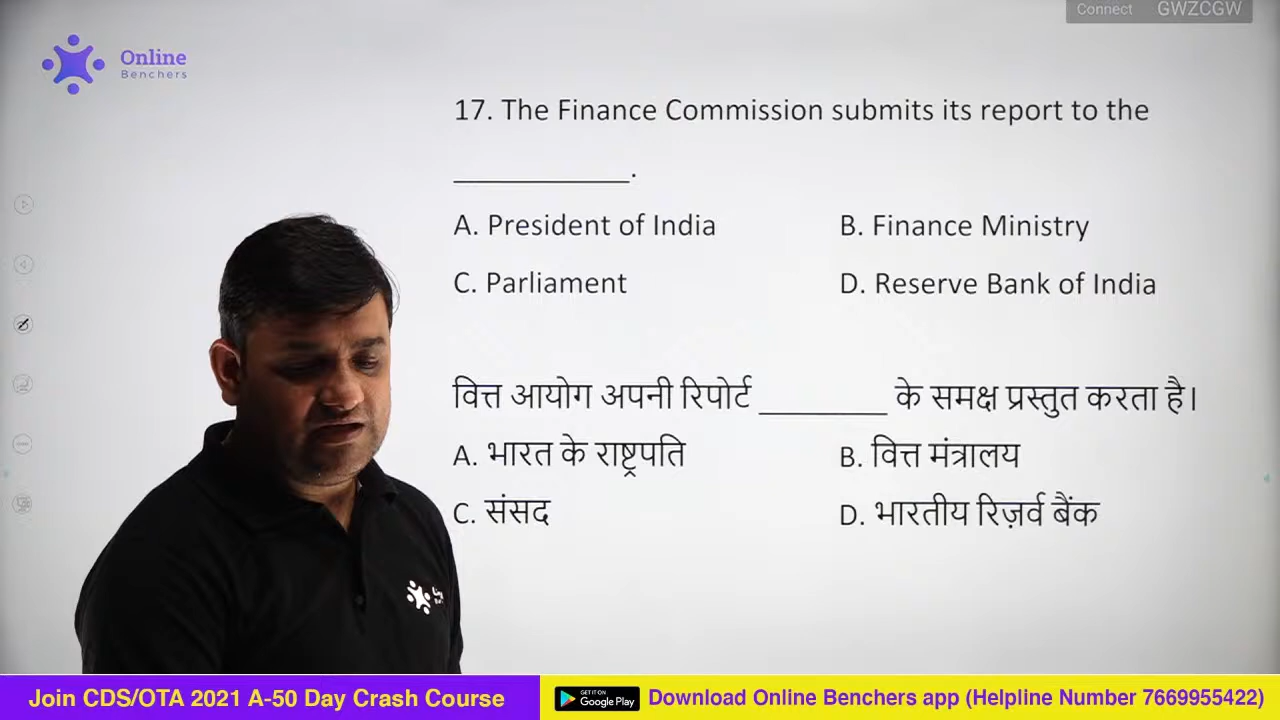 Connect GWZCGW
Online
Benchers
17. The Finance Commission submits its report to the
____________.
A. President of India B. Finance Ministry
C. Parliament D. Reserve Bank of India
वित्त आयोग अपनी रिपोर्ट _________ के समक्ष प्रस्तुत करता है।
A. भारत के राष्ट्रपति B. वित्त मंत्रालय
C. संसद D. भारतीय रिज़र्व बैंक
Join CDS/OTA 2021 A-50 Day Crash Course
GET IT ON
Google Play
Download Online Benchers app (Helpline Number 7669955422)